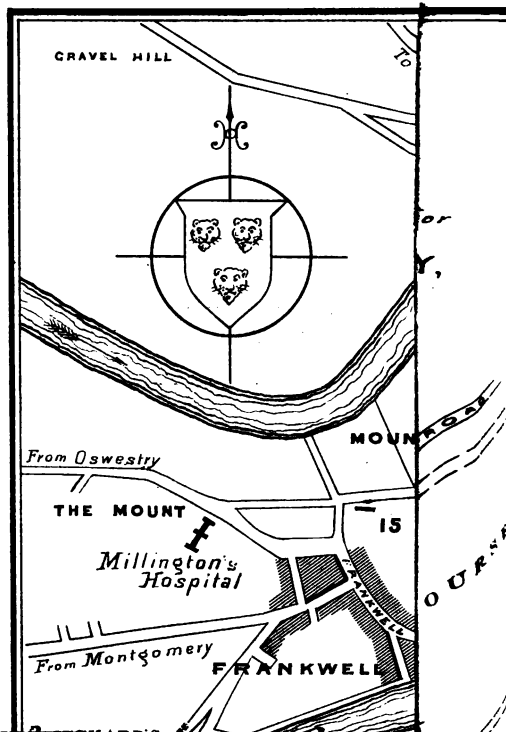 GRAVEL HILL
To
or
Y,
MOUN ROAD
From Oswestry
THE MOUNT
15
Millington's
Hospital
FRANKWELL
From Montgomery
FRANKWELL